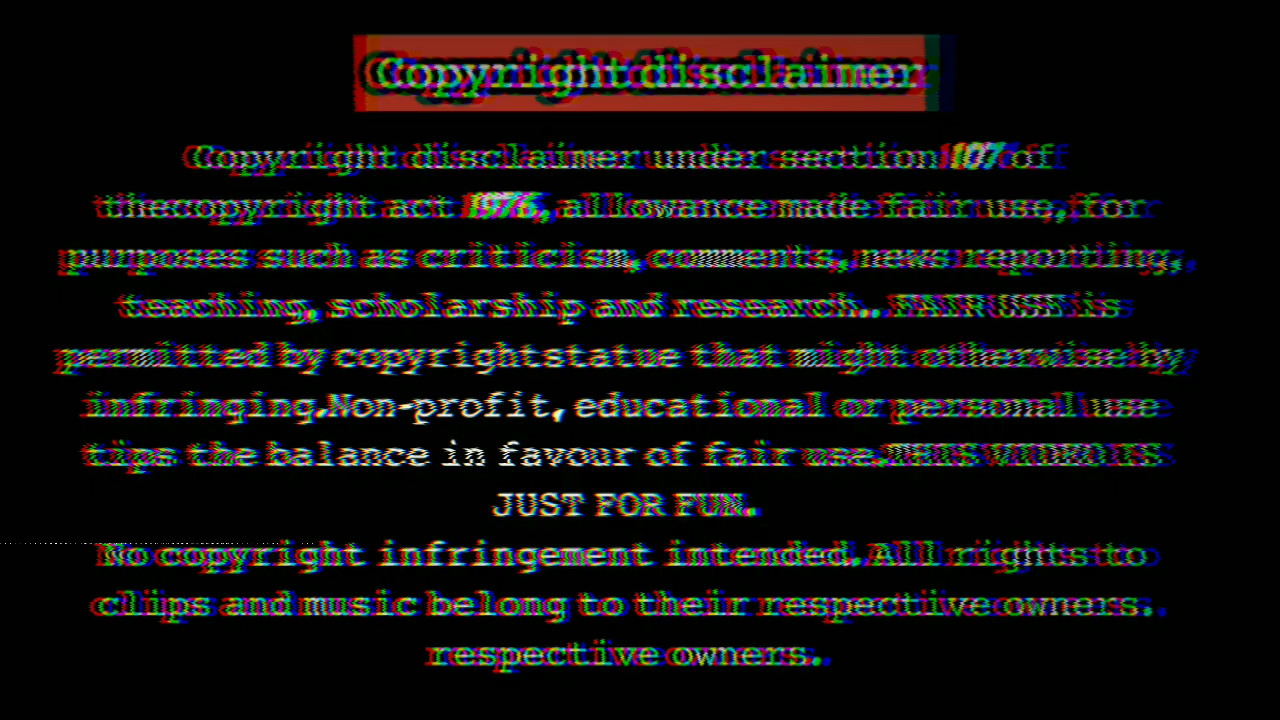 Copyright disclaimer
Copyright disclaimer under section 107 of
thecopyright act 1976, allowance made fair use, for
purposes such as criticism, comments, news reporting,
teaching, scholarship and research. FAIR USE is
permitted by copyrightstatue that might otherwise by
infringing.Non-profit, educational or personal use
tips the balance in favour of fair use.THIS VIDEO IS
JUST FOR FUN.
No copyright infringement intended. All rights to
clips and music belong to their respective owners.
respective owners.